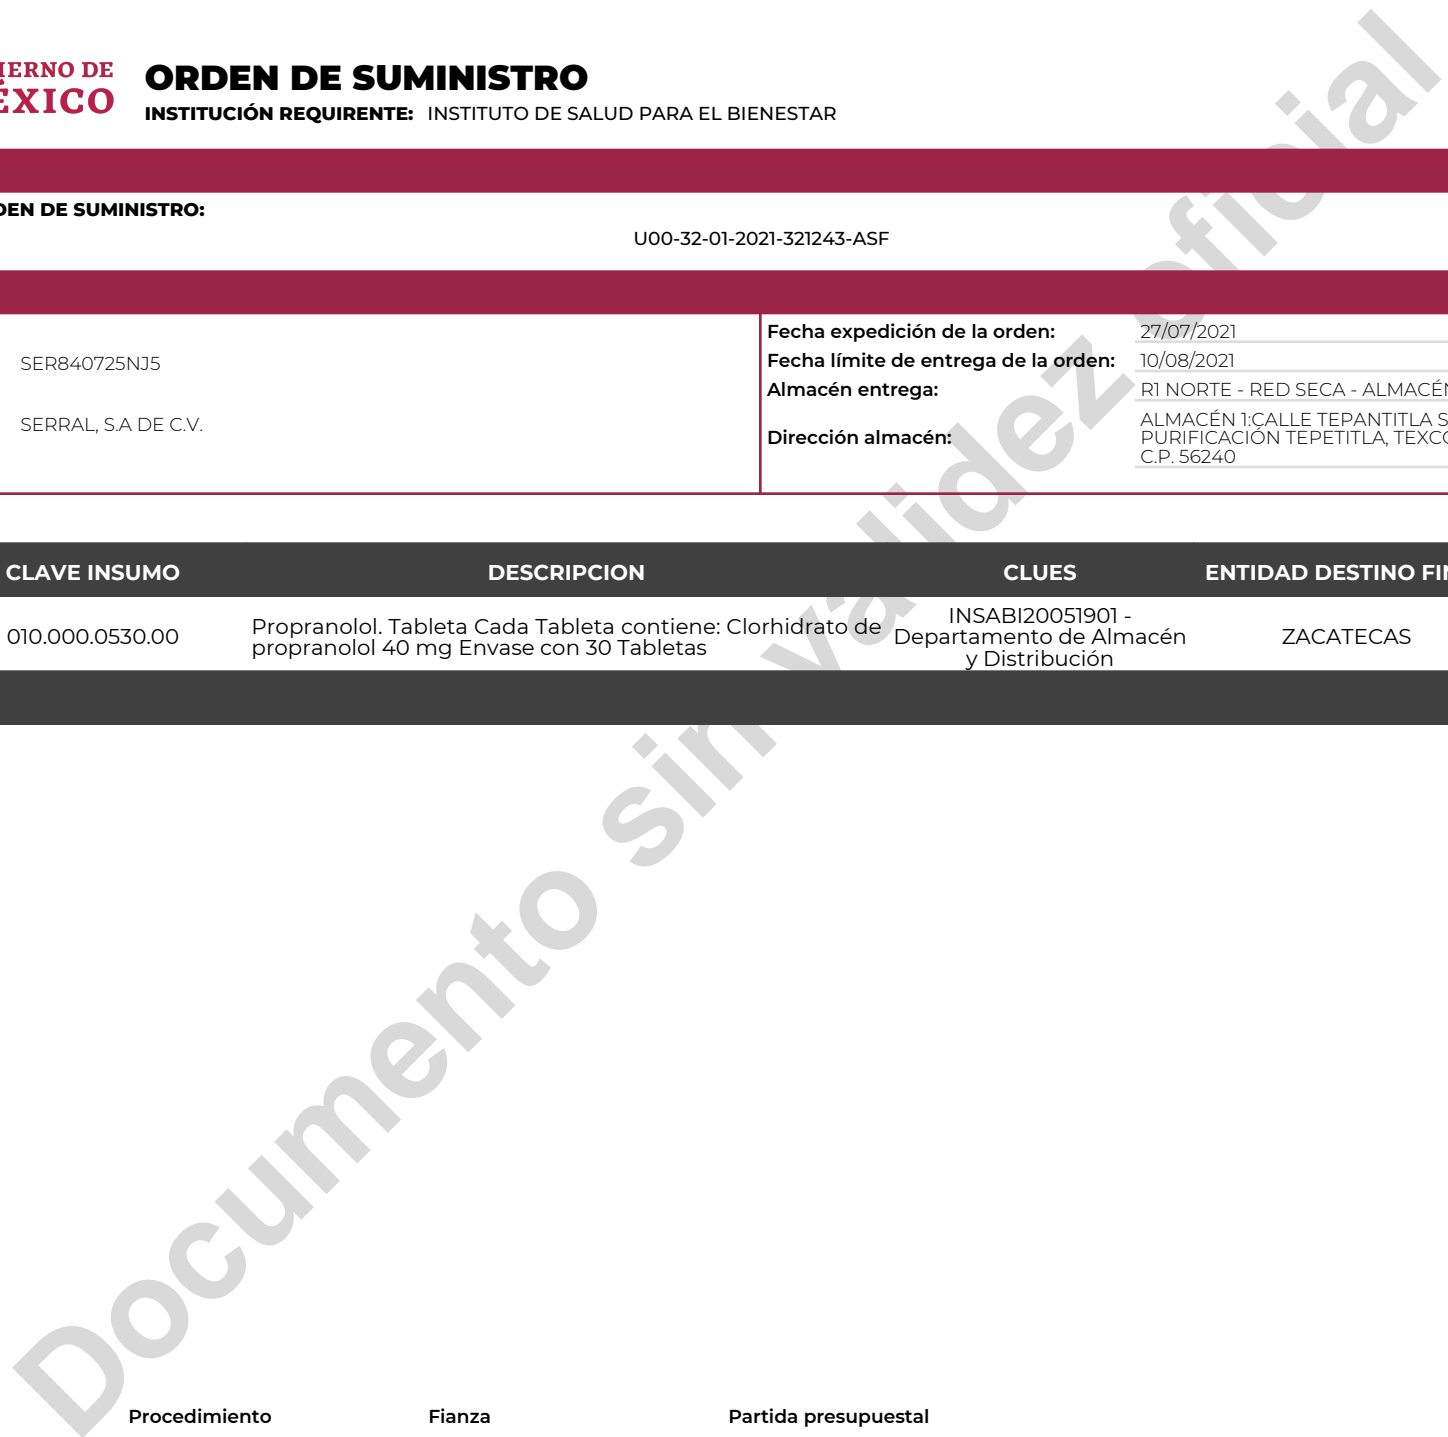 IERNO DE
ÉXICO
ORDEN DE SUMINISTRO
INSTITUCIÓN REQUIRENTE: INSTITUTO DE SALUD PARA EL BIENESTAR
DEN DE SUMINISTRO:
U00-32-01-2021-321243-ASF
SER840725NJ5
SERRAL, S.A DE C.V.
Fecha expedición de la orden: 27/07/2021
Fecha límite de entrega de la orden: 10/08/2021
Almacén entrega: R1 NORTE - RED SECA - ALMACÉN
Dirección almacén: ALMACÉN 1:CALLE TEPANTITLA S
PURIFICACIÓN TEPETITLA, TEXCO
C.P. 56240
CLAVE INSUMO DESCRIPCION CLUES ENTIDAD DESTINO FIN
010.000.0530.00
Propranolol. Tableta Cada Tableta contiene: Clorhidrato de
propranolol 40 mg Envase con 30 Tabletas
INSABI20051901 -
Departamento de Almacén
y Distribución
ZACATECAS
Documento sin validez oficial
Procedimiento Fianza Partida presupuestal